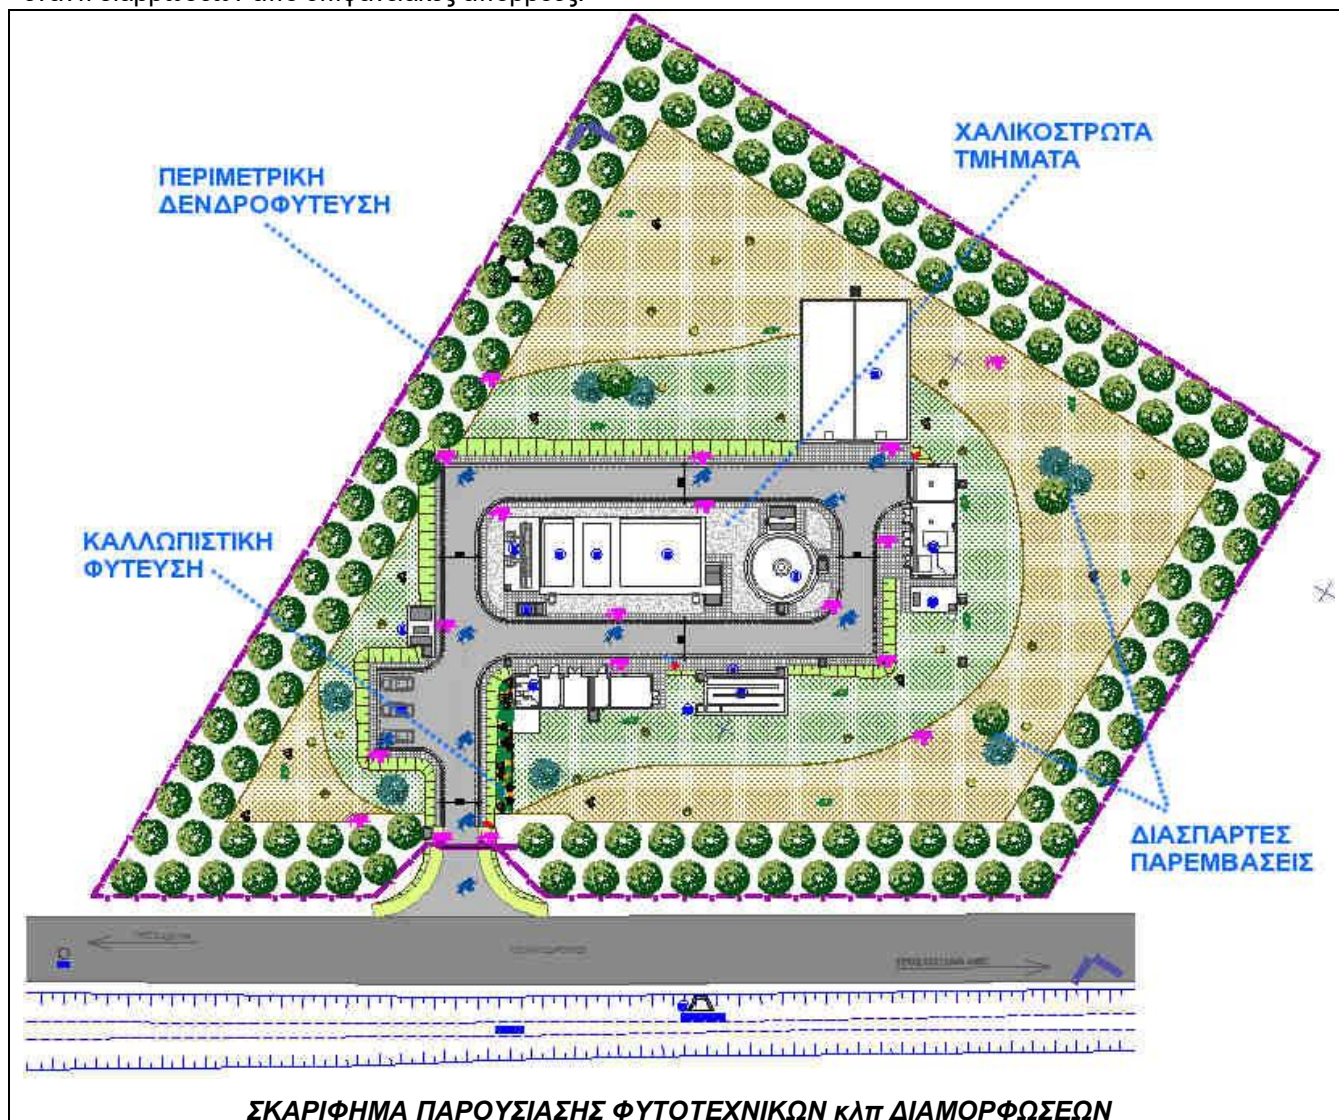 ΧΑΛΙΚΟΣΤΡΩΤΑ
ΤΜΗΜΑΤΑ
ΠΕΡΙΜΕΤΡΙΚΗ
ΔΕΝΔΡΟΦΥΤΕΥΣΗ
ΚΑΛΛΩΠΙΣΤΙΚΗ
ΦΥΤΕΥΣΗ
ΔΙΑΣΠΑΡΤΕΣ
ΠΑΡΕΜΒΑΣΕΙΣ
ΣΚΑΡΙΦΗΜΑ ΠΑΡΟΥΣΙΑΣΗΣ ΦΥΤΟΤΕΧΝΙΚΩΝ κλπ ΔΙΑΜΟΡΦΩΣΕΩΝ